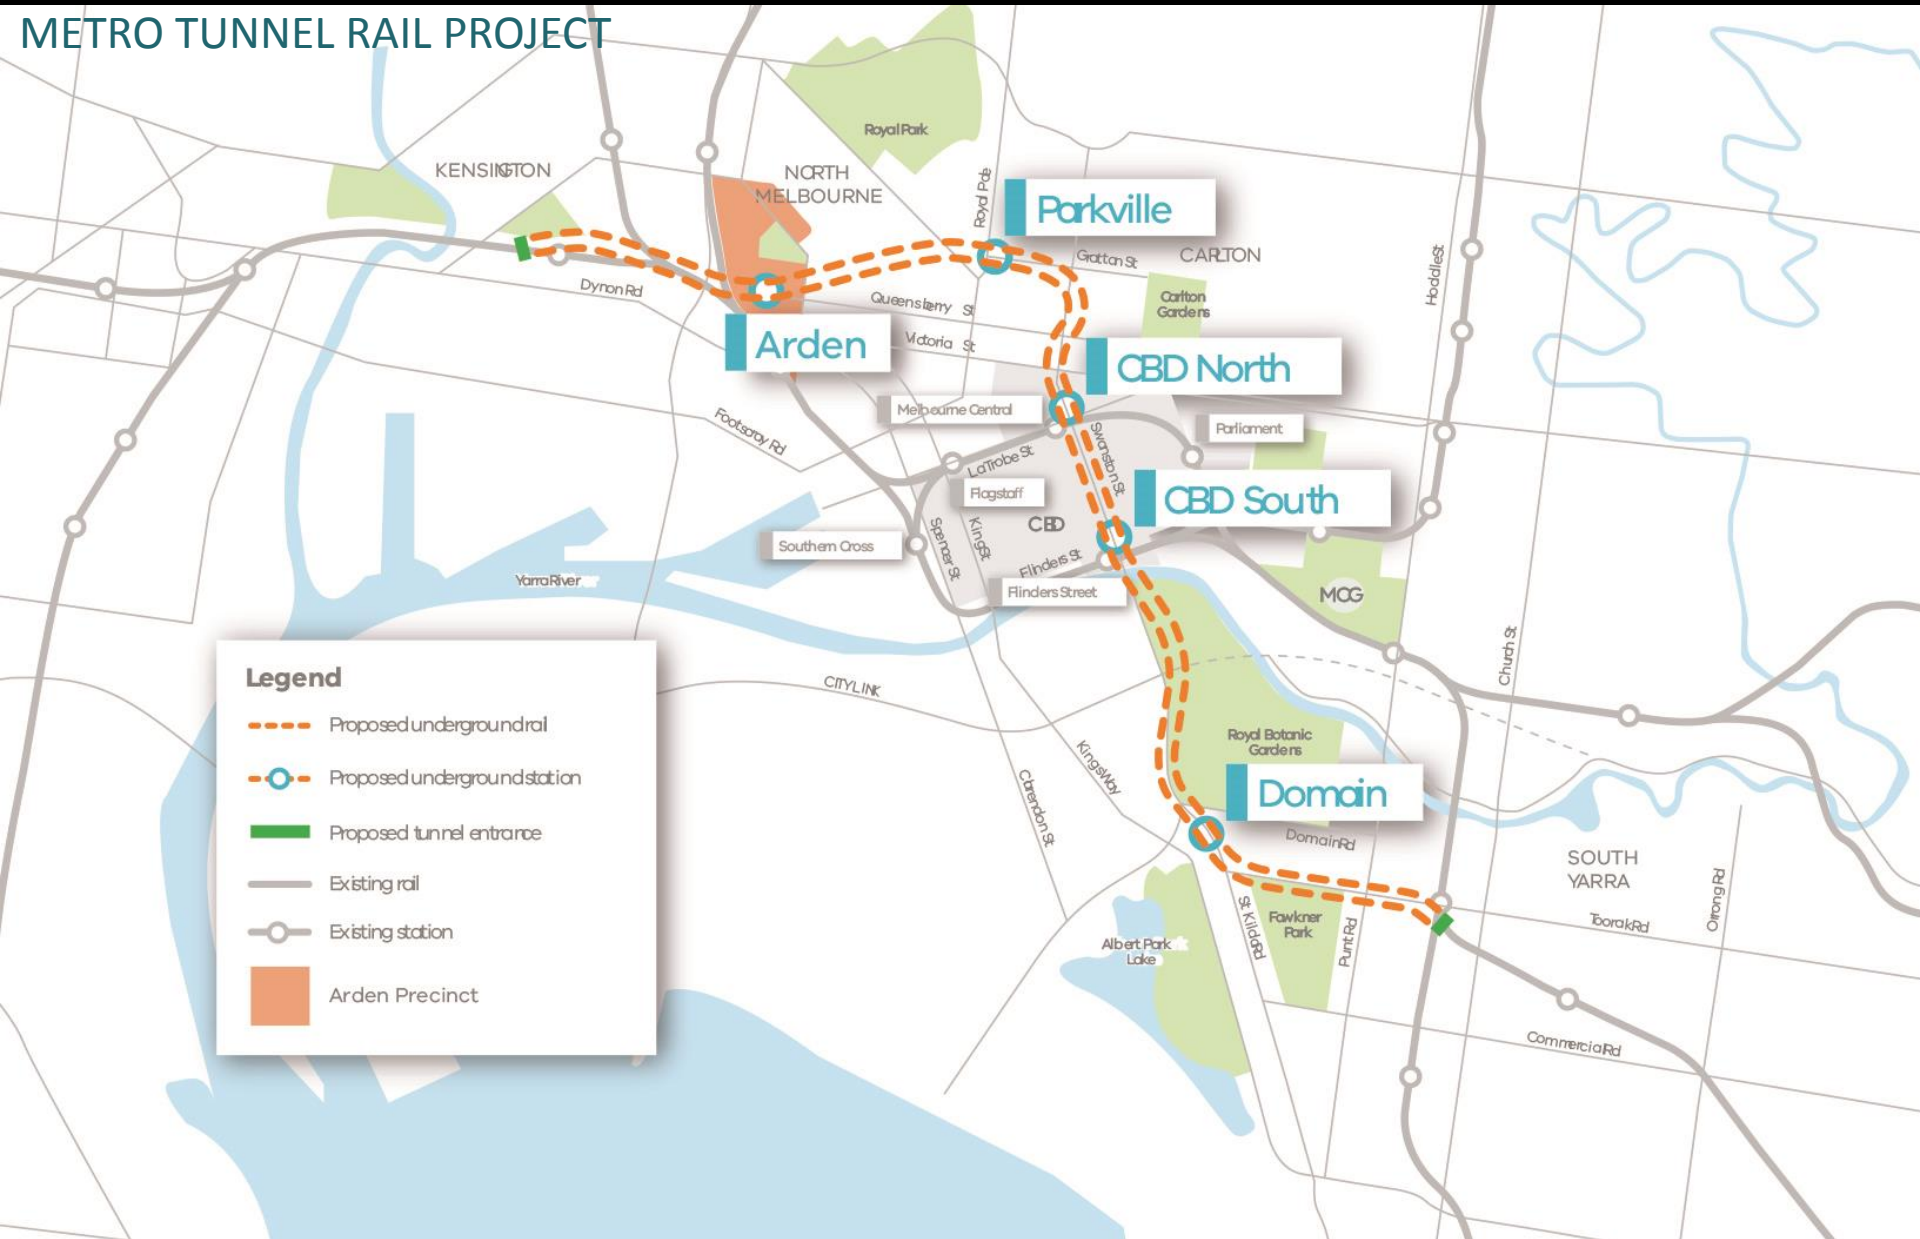 METRO TUNNEL RAIL PROJECT
Royal Park
KENSINGTON
NORTH
MELBOURNE
Royal Pde
Parkville
Grattan St
CARLTON
Hoddle St
Dynon Rd
Queensberry St
Carlton
Gardens
Victoria St
Arden
CBD North
Melbourne Central
Footscray Rd
Swanston St
Parliament
La Trobe St
Flagstaff
CBD South
King St
CBD
Spencer St
Southern Cross
Flinders St
Yarra River
Flinders Street
MCG
Church St
Legend
Proposed underground rail
Proposed underground station
Proposed tunnel entrance
Existing rail
Existing station
Arden Precinct
CITYLINK
Kings Way
Clarendon St
Royal Botanic
Gardens
Domain
Domain Rd
SOUTH
YARRA
Orrong Rd
Toorak Rd
St Kilda Rd
Fawkner
Park
Punt Rd
Albert Park
Lake
Commercial Rd